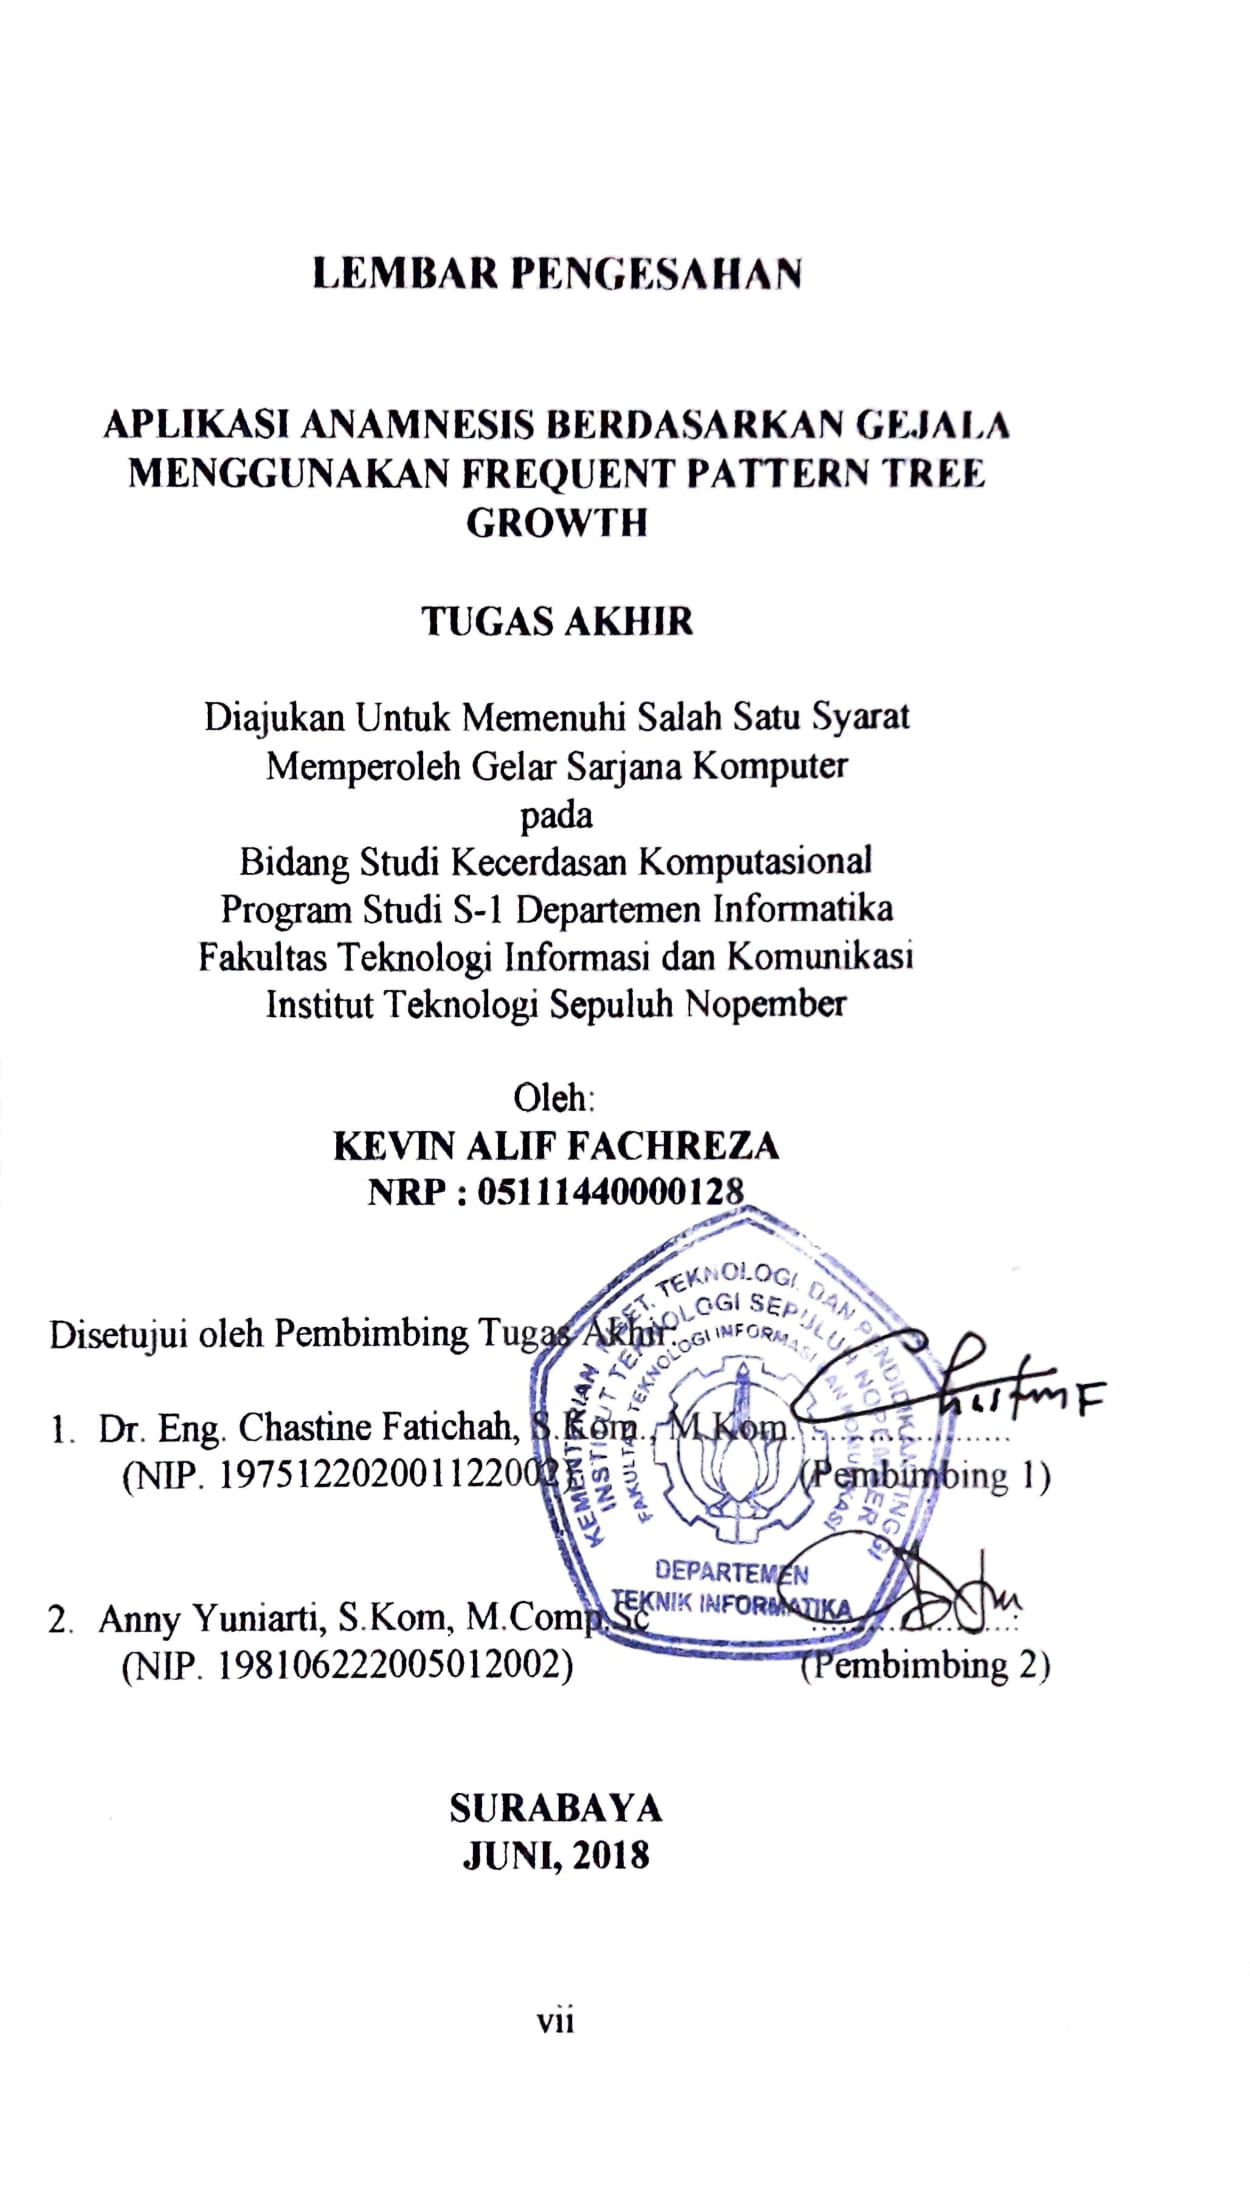 LEMBAR PENGESAHAN
APLIKASI ANAMNESIS BERDASARKAN GEJALA
MENGGUNAKAN FREQUENT PATTERN TREE
GROWTH
TUGAS AKHIR
Diajukan Untuk Memenuhi Salah Satu Syarat
Memperoleh Gelar Sarjana Komputer
pada
Bidang Studi Kecerdasan Komputasional
Program Studi S-1 Departemen Informatika
Fakultas Teknologi Informasi dan Komunikasi
Institut Teknologi Sepuluh Nopember
Oleh:
KEVIN ALIF FACHREZA
NRP : 05111440000128
Disetujui oleh Pembimbing Tugas Akhir:
KEMENTRIAN RISET, TEKNOLOGI, DAN PENDIDIKAN TINGGI
INSTITUT TEKNOLOGI SEPULUH NOPEMBER
FAKULTAS TEKNOLOGI INFORMASI DAN KOMUNIKASI
1. Dr. Eng. Chastine Fatichah, S.Kom., M.Kom. ....................
(NIP. 197512202001122002) (Pembimbing 1)
DEPARTEMEN
TEKNIK INFORMATIKA
2. Anny Yuniarti, S.Kom, M.Comp.Sc ....................
(NIP. 198106222005012002) (Pembimbing 2)
SURABAYA
JUNI, 2018
vii